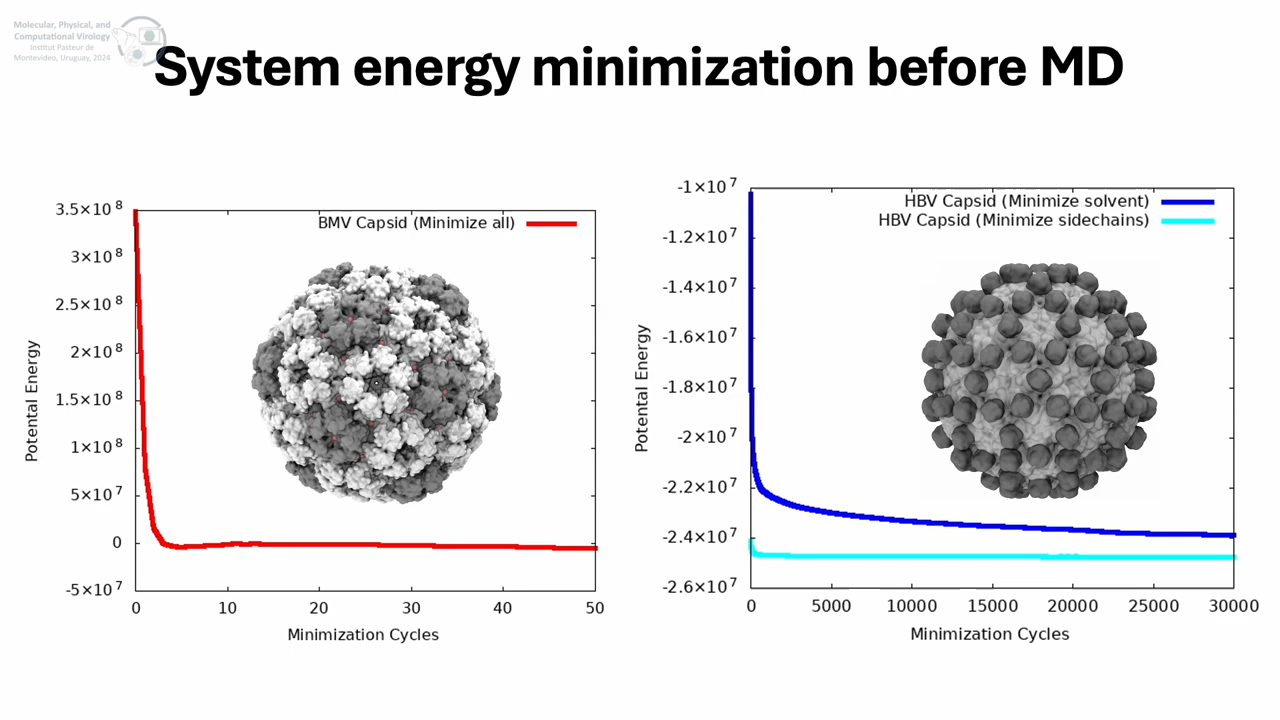 Molecular, Physical, and
Computational Virology
Institut Pasteur de
Montevideo, Uruguay, 2024
System energy minimization before MD
3.5×10⁸
3×10⁸
2.5×10⁸
2×10⁸
1.5×10⁸
1×10⁸
5×10⁷
0
-5×10⁷
Potental Energy
BMV Capsid (Minimize all)
0 10 20 30 40 50
Minimization Cycles
-1×10⁷
-1.2×10⁷
-1.4×10⁷
-1.6×10⁷
-1.8×10⁷
-2×10⁷
-2.2×10⁷
-2.4×10⁷
-2.6×10⁷
Potental Energy
HBV Capsid (Minimize solvent)
HBV Capsid (Minimize sidechains)
0 5000 10000 15000 20000 25000 30000
Minimization Cycles